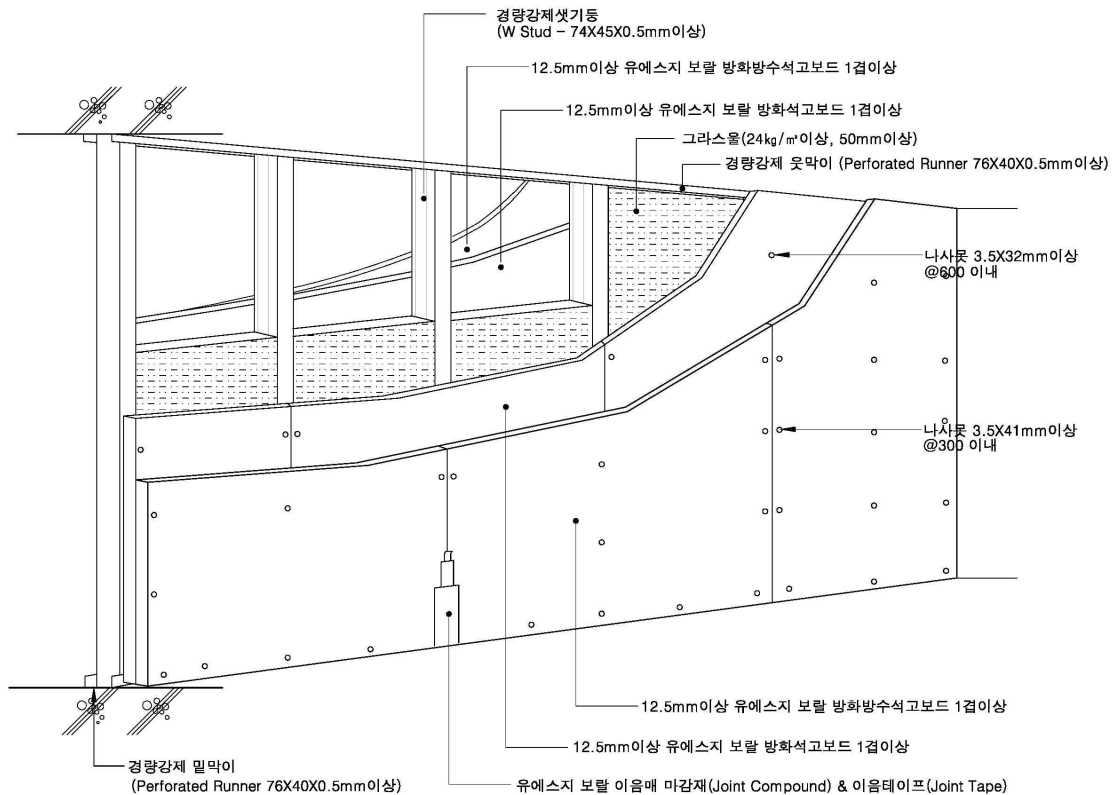 경량강제샛기둥
(W Stud - 74X45X0.5mm이상)
12.5mm이상 유에스지 보랄 방화방수석고보드 1겹이상
12.5mm이상 유에스지 보랄 방화석고보드 1겹이상
그라스울(24kg/㎥이상, 50mm이상)
경량강제 웃막이 (Perforated Runner 76X40X0.5mm이상)
나사못 3.5X32mm이상
@600 이내
나사못 3.5X41mm이상
@300 이내
12.5mm이상 유에스지 보랄 방화방수석고보드 1겹이상
12.5mm이상 유에스지 보랄 방화석고보드 1겹이상
경량강제 밑막이
(Perforated Runner 76X40X0.5mm이상)
유에스지 보랄 이음매 마감재(Joint Compound) & 이음테이프(Joint Tape)